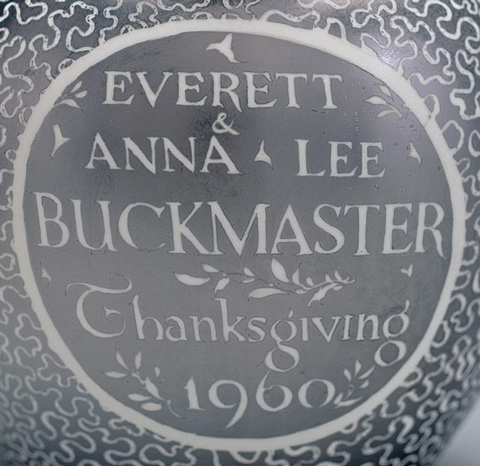 EVERETT
&
ANNA LEE
BUCKMASTER
Thanksgiving
1960